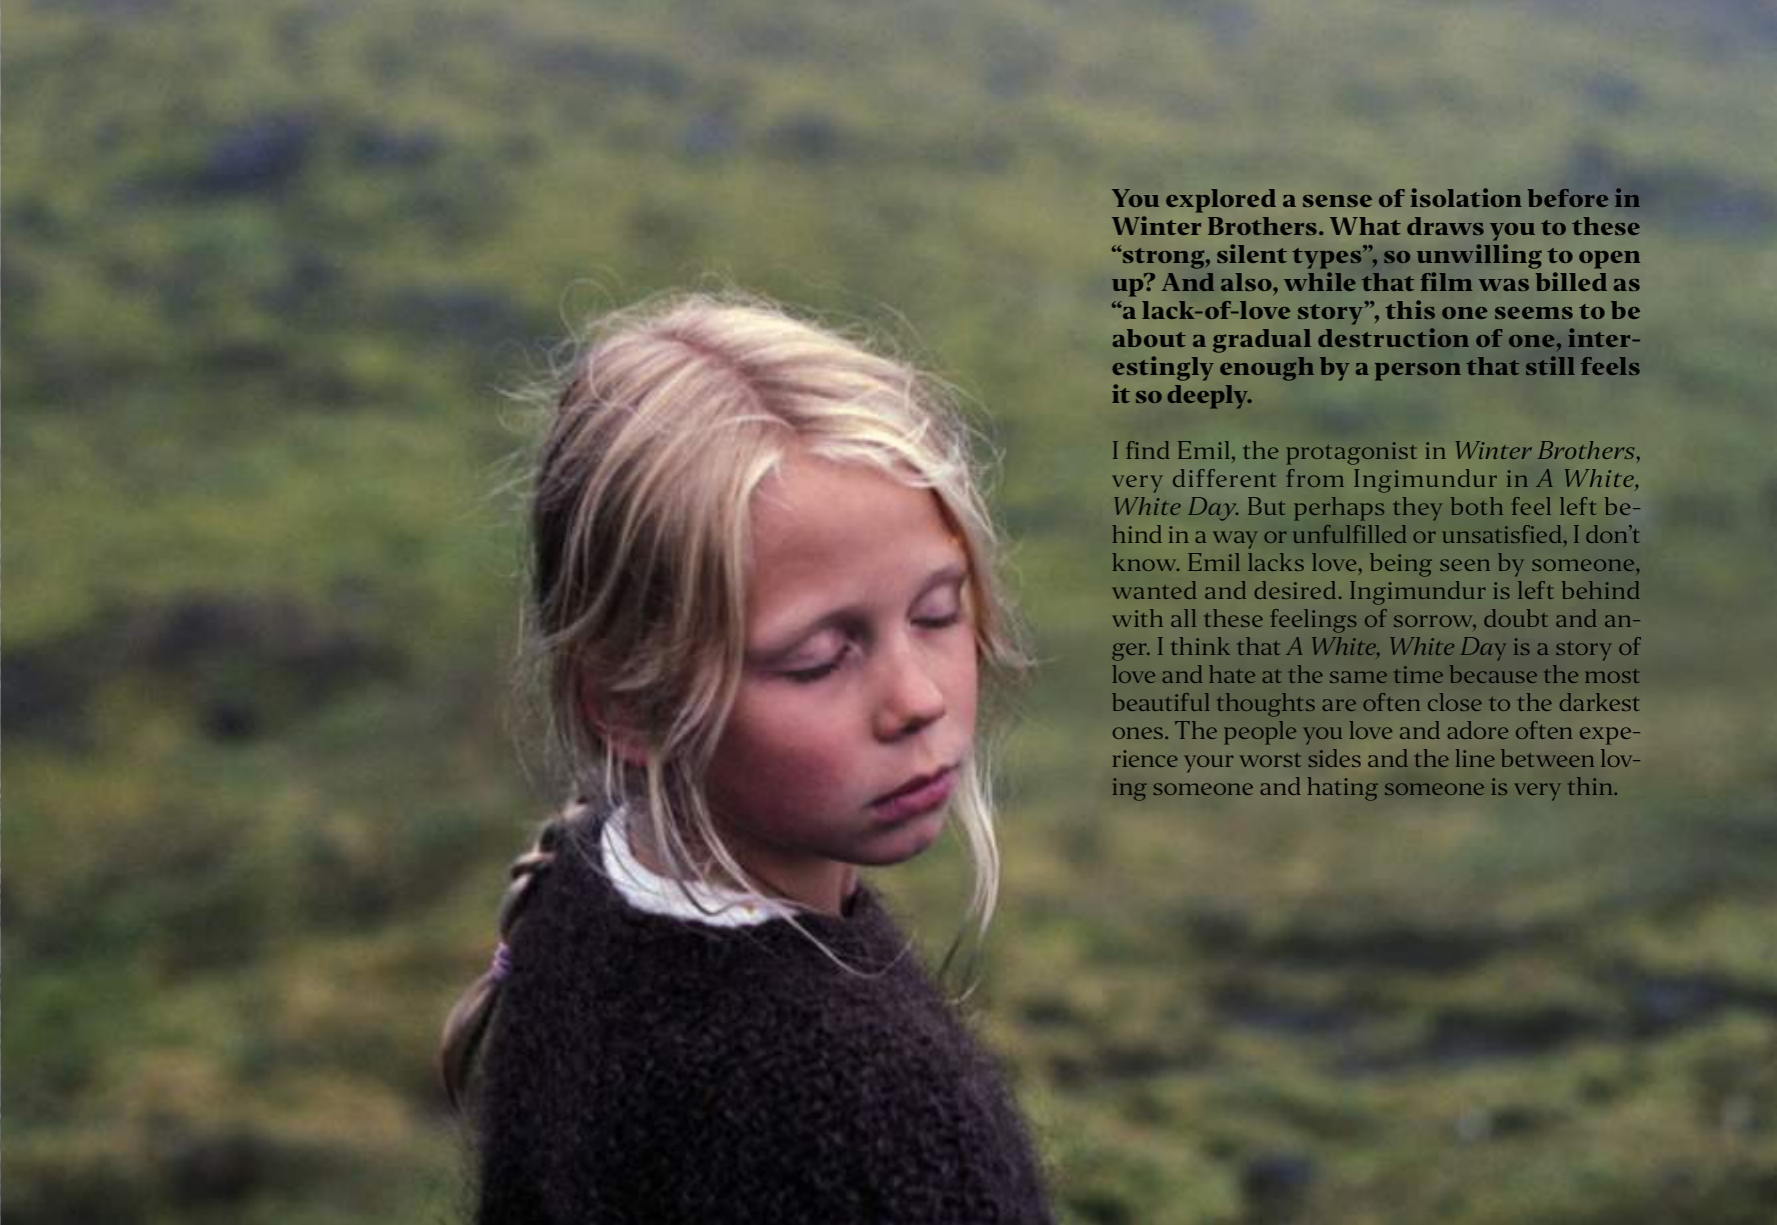 You explored a sense of isolation before in
Winter Brothers. What draws you to these
“strong, silent types”, so unwilling to open
up? And also, while that film was billed as
“a lack-of-love story”, this one seems to be
about a gradual destruction of one, inter-
estingly enough by a person that still feels
it so deeply.
I find Emil, the protagonist in Winter Brothers,
very different from Ingimundur in A White,
White Day. But perhaps they both feel left be-
hind in a way or unfulfilled or unsatisfied, I don’t
know. Emil lacks love, being seen by someone,
wanted and desired. Ingimundur is left behind
with all these feelings of sorrow, doubt and an-
ger. I think that A White, White Day is a story of
love and hate at the same time because the most
beautiful thoughts are often close to the darkest
ones. The people you love and adore often expe-
rience your worst sides and the line between lov-
ing someone and hating someone is very thin.